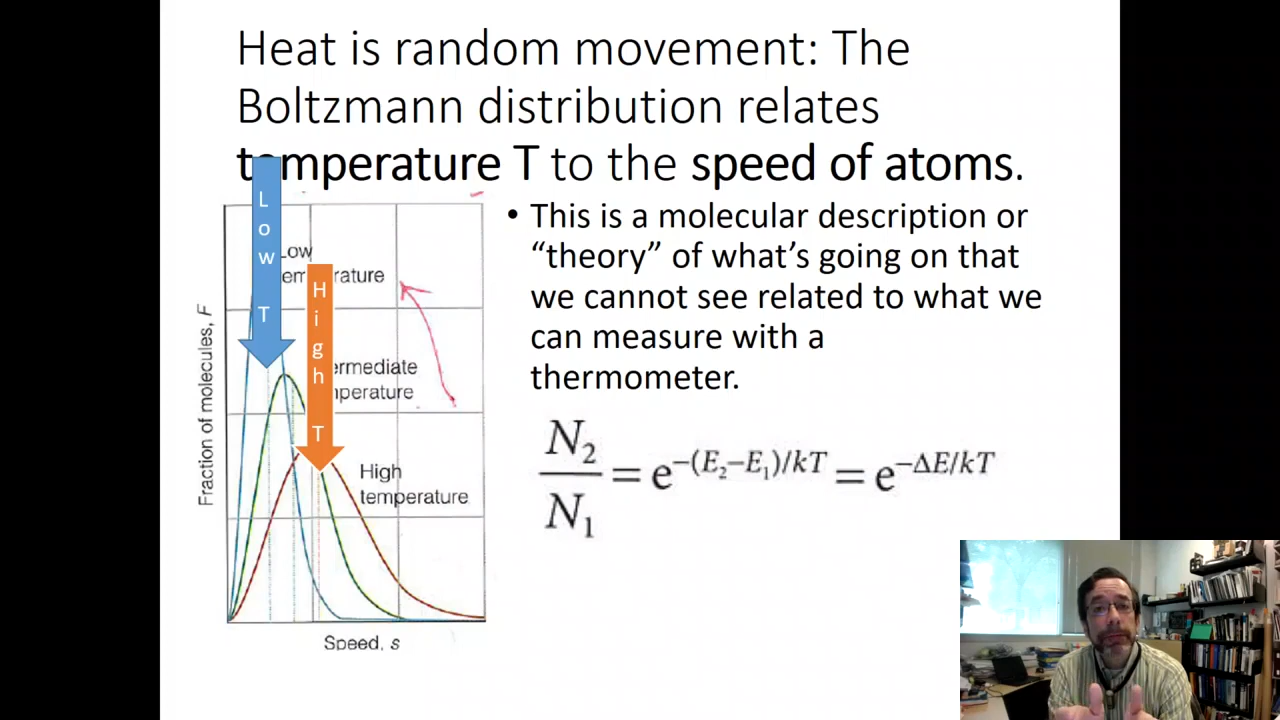 Heat is random movement: The
Boltzmann distribution relates
temperature T to the speed of atoms.
• This is a molecular description or
“theory” of what’s going on that
we cannot see related to what we
can measure with a
thermometer.
N₂/N₁ = e^−(E₂−E₁)/kT = e^−ΔE/kT
Low T
High T
Low
temperature
ermediate
perature
High
temperature
Fraction of molecules, F
Speed, s